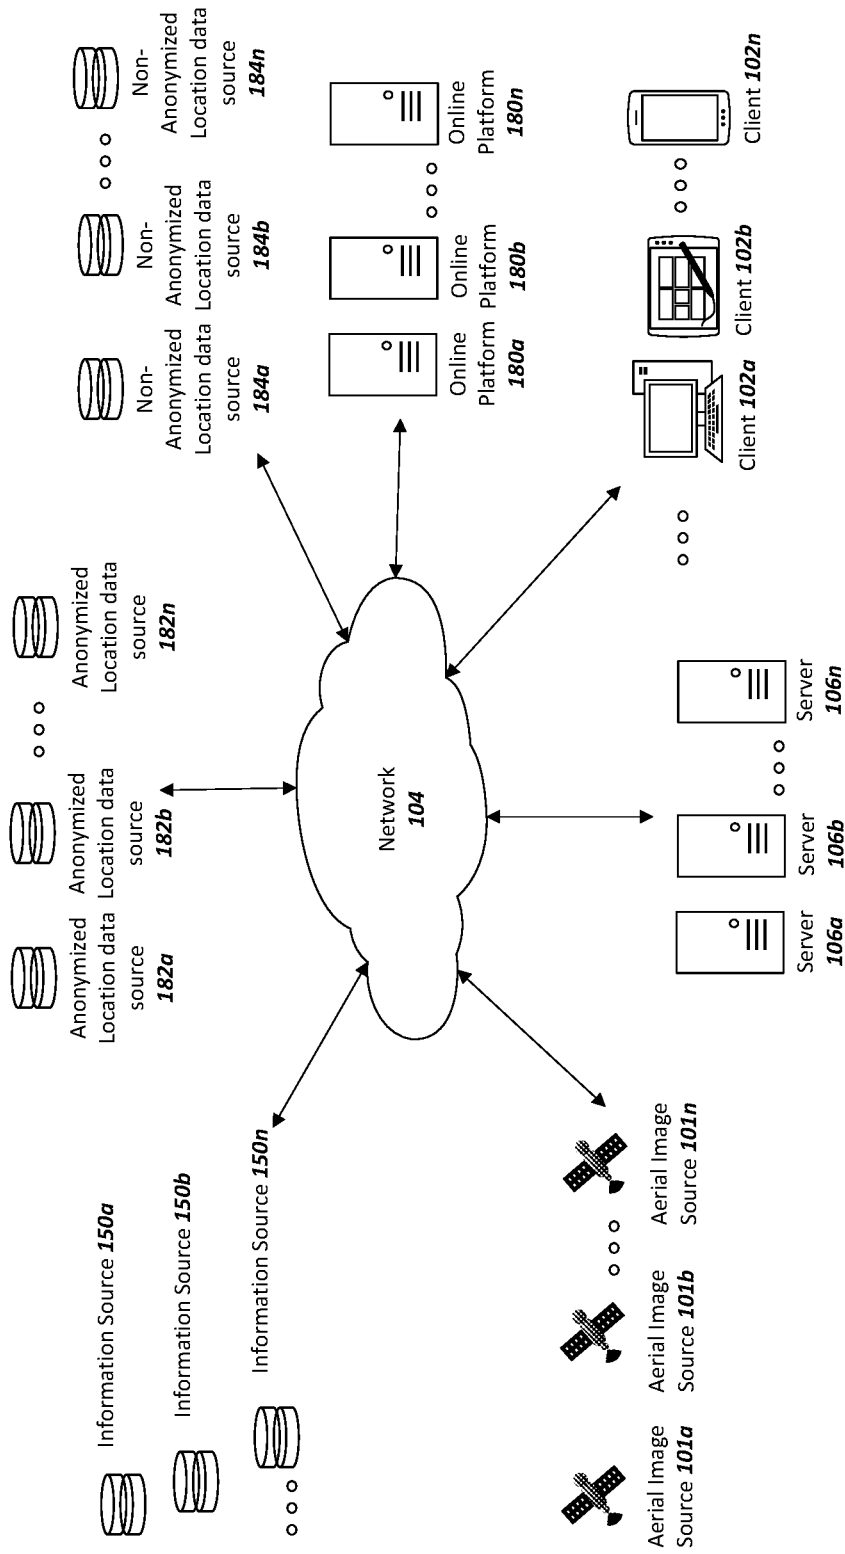 Information Source 150a
Information Source 150b
Information Source 150n
Anonymized
Location data
source
182a
Anonymized
Location data
source
182b
Anonymized
Location data
source
182n
Non-
Anonymized
Location data
source
184a
Non-
Anonymized
Location data
source
184b
Non-
Anonymized
Location data
source
184n
Network
104
Online
Platform
180a
Online
Platform
180b
Online
Platform
180n
Aerial Image
Source 101a
Aerial Image
Source 101b
Aerial Image
Source 101n
Server
106a
Server
106b
Server
106n
Client 102a
Client 102b
Client 102n